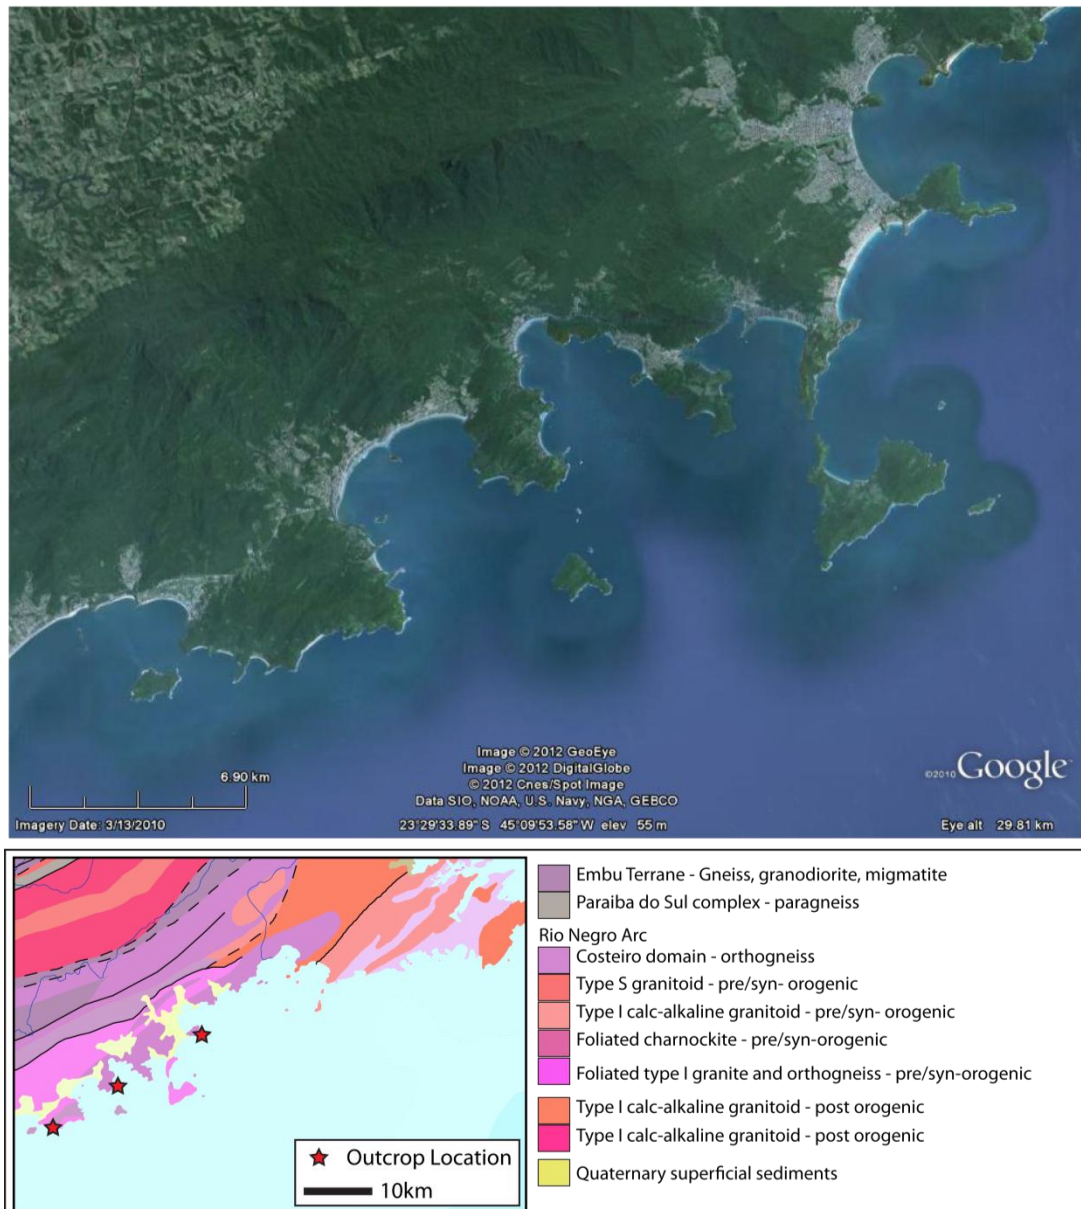 Image © 2012 GeoEye
Image © 2012 DigitalGlobe
© 2012 Cnes/Spot Image
Data SIO, NOAA, U.S. Navy, NGA, GEBCO
6.90 km
©2010 Google
Imagery Date: 3/13/2010
23°29'33.89" S 45°09'53.58" W elev 55 m
Eye alt 29.81 km
Embu Terrane - Gneiss, granodiorite, migmatite
Paraiba do Sul complex - paragneiss
Rio Negro Arc
Costeiro domain - orthogneiss
Type S granitoid - pre/syn- orogenic
Type I calc-alkaline granitoid - pre/syn- orogenic
Foliated charnockite - pre/syn-orogenic
Foliated type I granite and orthogneiss - pre/syn-orogenic
Type I calc-alkaline granitoid - post orogenic
Type I calc-alkaline granitoid - post orogenic
Quaternary superficial sediments
Outcrop Location
10km